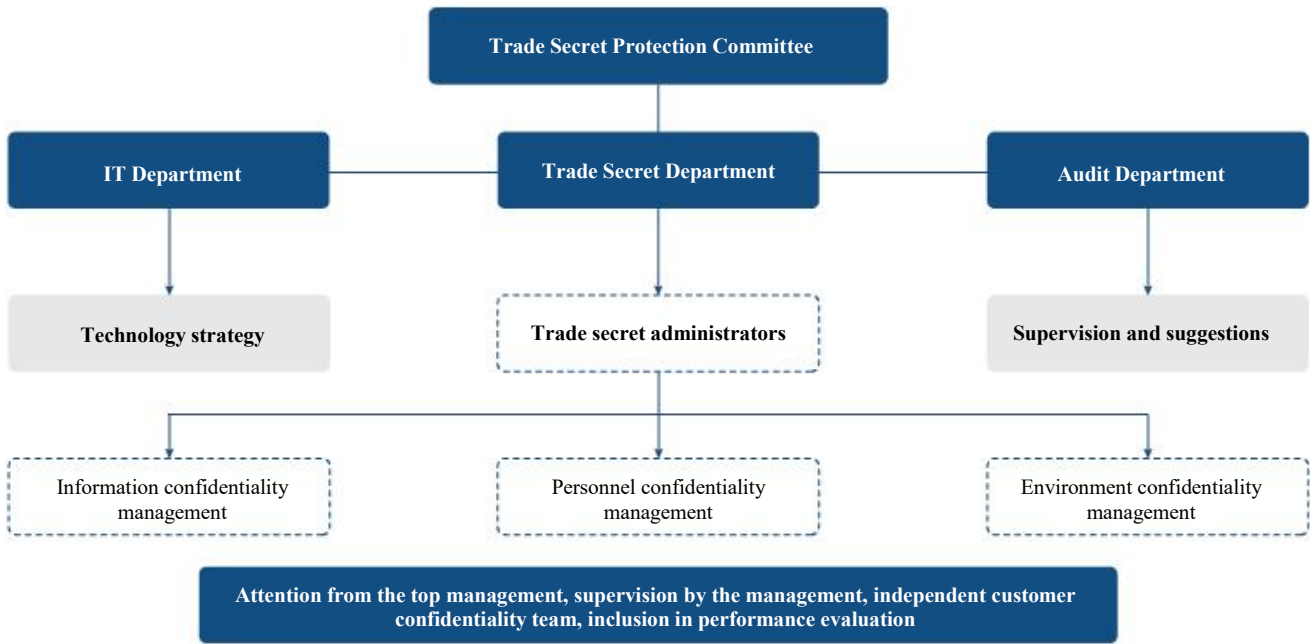 Trade Secret Protection Committee
IT Department
Trade Secret Department
Audit Department
Technology strategy
Trade secret administrators
Supervision and suggestions
Information confidentiality
management
Personnel confidentiality
management
Environment confidentiality
management
Attention from the top management, supervision by the management, independent customer
confidentiality team, inclusion in performance evaluation